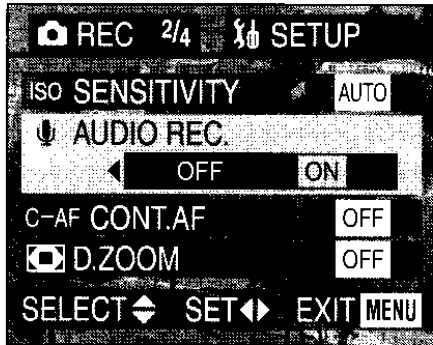 REC 2/4 SETUP
ISO SENSITIVITY AUTO
AUDIO REC.
OFF ON
C-AF CONT.AF OFF
D.ZOOM OFF
SELECT SET EXIT MENU